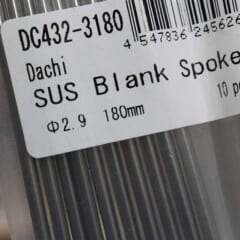 DC432-3180
4 547836 245626
Dachi
SUS Blank Spoke
Φ2.9 180mm
10 p